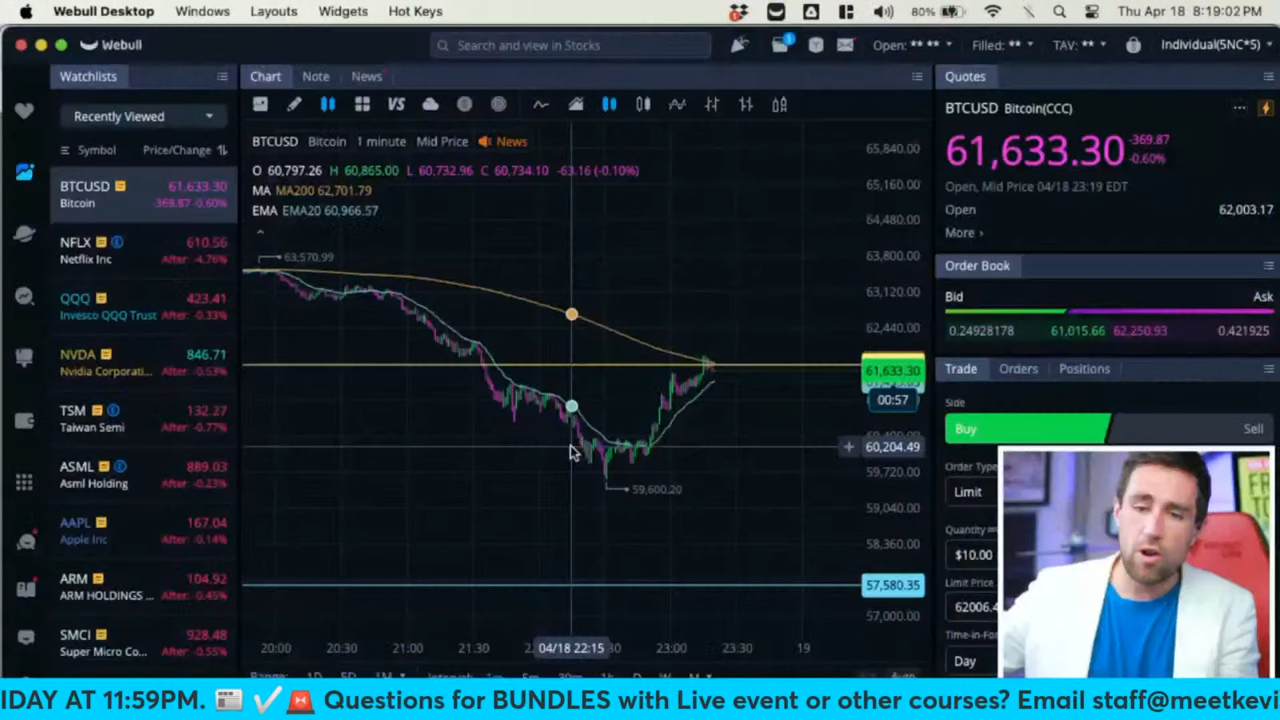 Webull Desktop Windows Layouts Widgets Hot Keys 80% Thu Apr 18 8:19:02 PM
Webull Search and overview in Stocks 1 Open: ** ** Filled: ** TAV: ** Individual(5NC*5)
Watchlists
Recently Viewed
Symbol Price/Change
BTCUSD 61,633.30
Bitcoin -369.87 -0.60%
NFLX 610.56
Netflix Inc After: -4.76%
QQQ 423.41
Invesco QQQ Trust After: -0.33%
NVDA 846.71
Nvidia Corporati... After: -0.53%
TSM 132.27
Taiwan Semi After: -0.77%
ASML 889.03
Asml Holding After: -0.23%
AAPL 167.04
Apple Inc After: -0.14%
ARM 104.92
ARM HOLDINGS ... After: -0.45%
SMCI 928.48
Super Micro Co... After: -0.55%
Chart Note News
VS
BTCUSD Bitcoin 1 minute Mid Price News
O 60,797.26 H 60,865.00 L 60,732.96 C 60,734.10 -63.16 (-0.10%)
MA MA200 62,701.79
EMA EMA20 60,966.57
63,570.99
59,600.20
65,840.00
65,160.00
64,480.00
63,800.00
63,120.00
62,440.00
61,633.30
00:57
60,204.49
59,720.00
59,040.00
58,360.00
57,580.35
57,000.00
20:00 20:30 21:00 21:30 04/18 22:15 23:00 23:30 19
Quotes
BTCUSD Bitcoin(CCC)
61,633.30 -369.87
-0.60%
Open, Mid Price 04/18 23:19 EDT
Open 62,003.17
More ›
Order Book
Bid Ask
0.24928178 61,015.66 62,250.93 0.421925
Trade Orders Positions
Side
Buy Sell
Order Type
Limit
Quantity
$10.00
Limit Price
62006.4
Time-in-Fo
Day
IDAY AT 11:59PM. 📰 ✅🚨 Questions for BUNDLES with Live event or other courses? Email staff@meetkevi